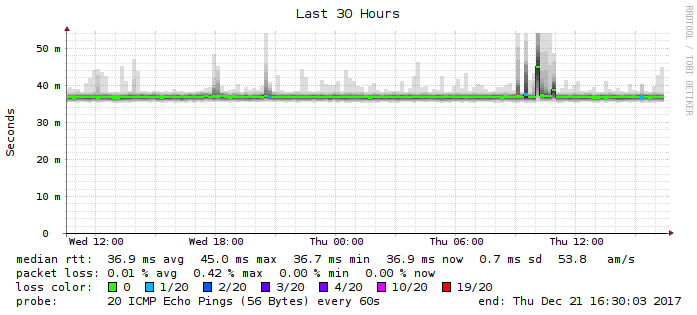 Last 30 Hours
RRDTOOL / TOBI OETIKER
Seconds
50 m
40 m
30 m
20 m
10 m
0
Wed 12:00 Wed 18:00 Thu 00:00 Thu 06:00 Thu 12:00
median rtt: 36.9 ms avg 45.0 ms max 36.7 ms min 36.9 ms now 0.7 ms sd 53.8 am/s
packet loss: 0.01 % avg 0.42 % max 0.00 % min 0.00 % now
loss color: 0 1/20 2/20 3/20 4/20 10/20 19/20
probe: 20 ICMP Echo Pings (56 Bytes) every 60s end: Thu Dec 21 16:30:03 2017